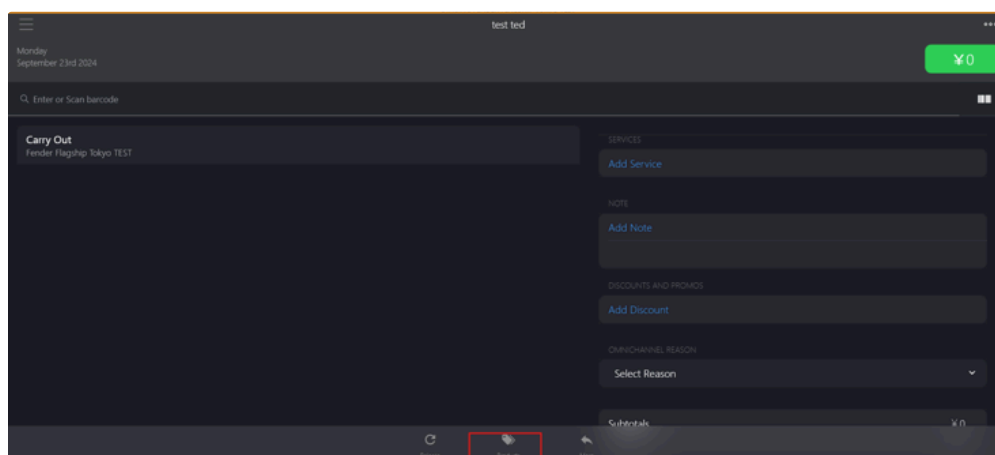 test ted
Monday
September 23rd 2024
¥0
Enter or Scan barcode
Carry Out
Fender Flagship Tokyo TEST
SERVICES
Add Service
NOTE
Add Note
DISCOUNTS AND PROMOS
Add Discount
OMNICHANNEL REASON
Select Reason
Subtotals
¥0